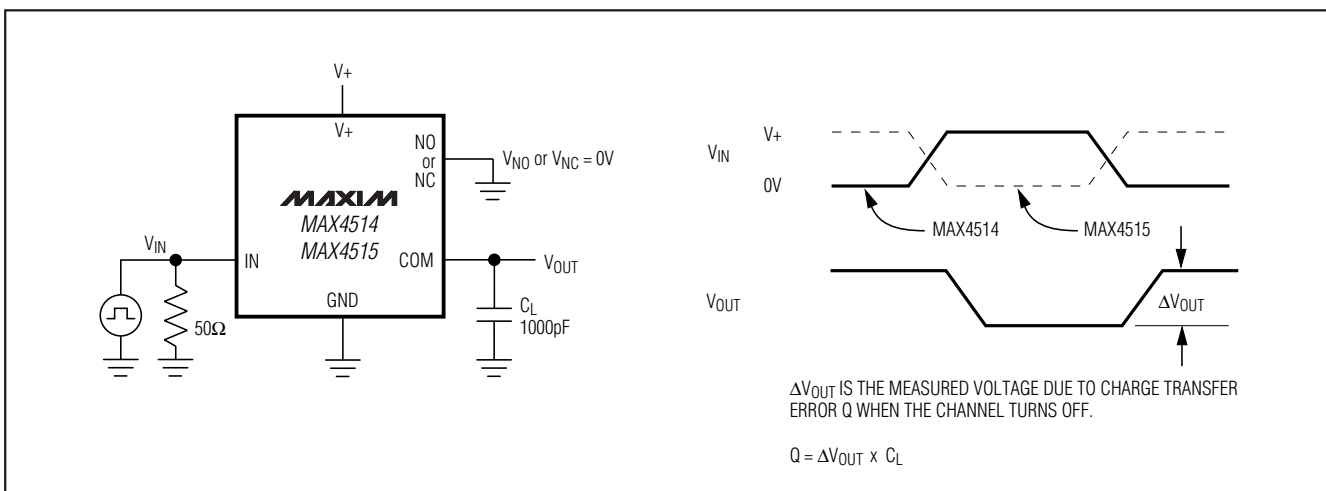 V+
V+
NO
or
NC
V_NO or V_NC = 0V
MAXIM
MAX4514
MAX4515
V_IN
IN
COM
V_OUT
GND
50Ω
C_L
1000pF
V_IN
V+
0V
MAX4514
MAX4515
V_OUT
ΔV_OUT
ΔV_OUT IS THE MEASURED VOLTAGE DUE TO CHARGE TRANSFER
ERROR Q WHEN THE CHANNEL TURNS OFF.
Q = ΔV_OUT x C_L